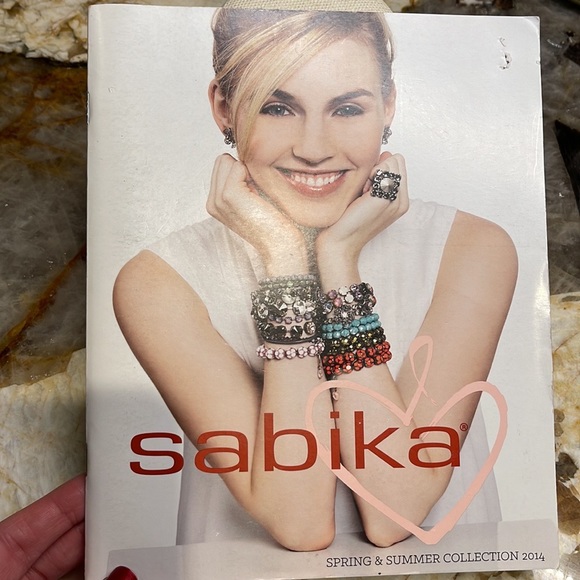 sabika®
SPRING & SUMMER COLLECTION 2014